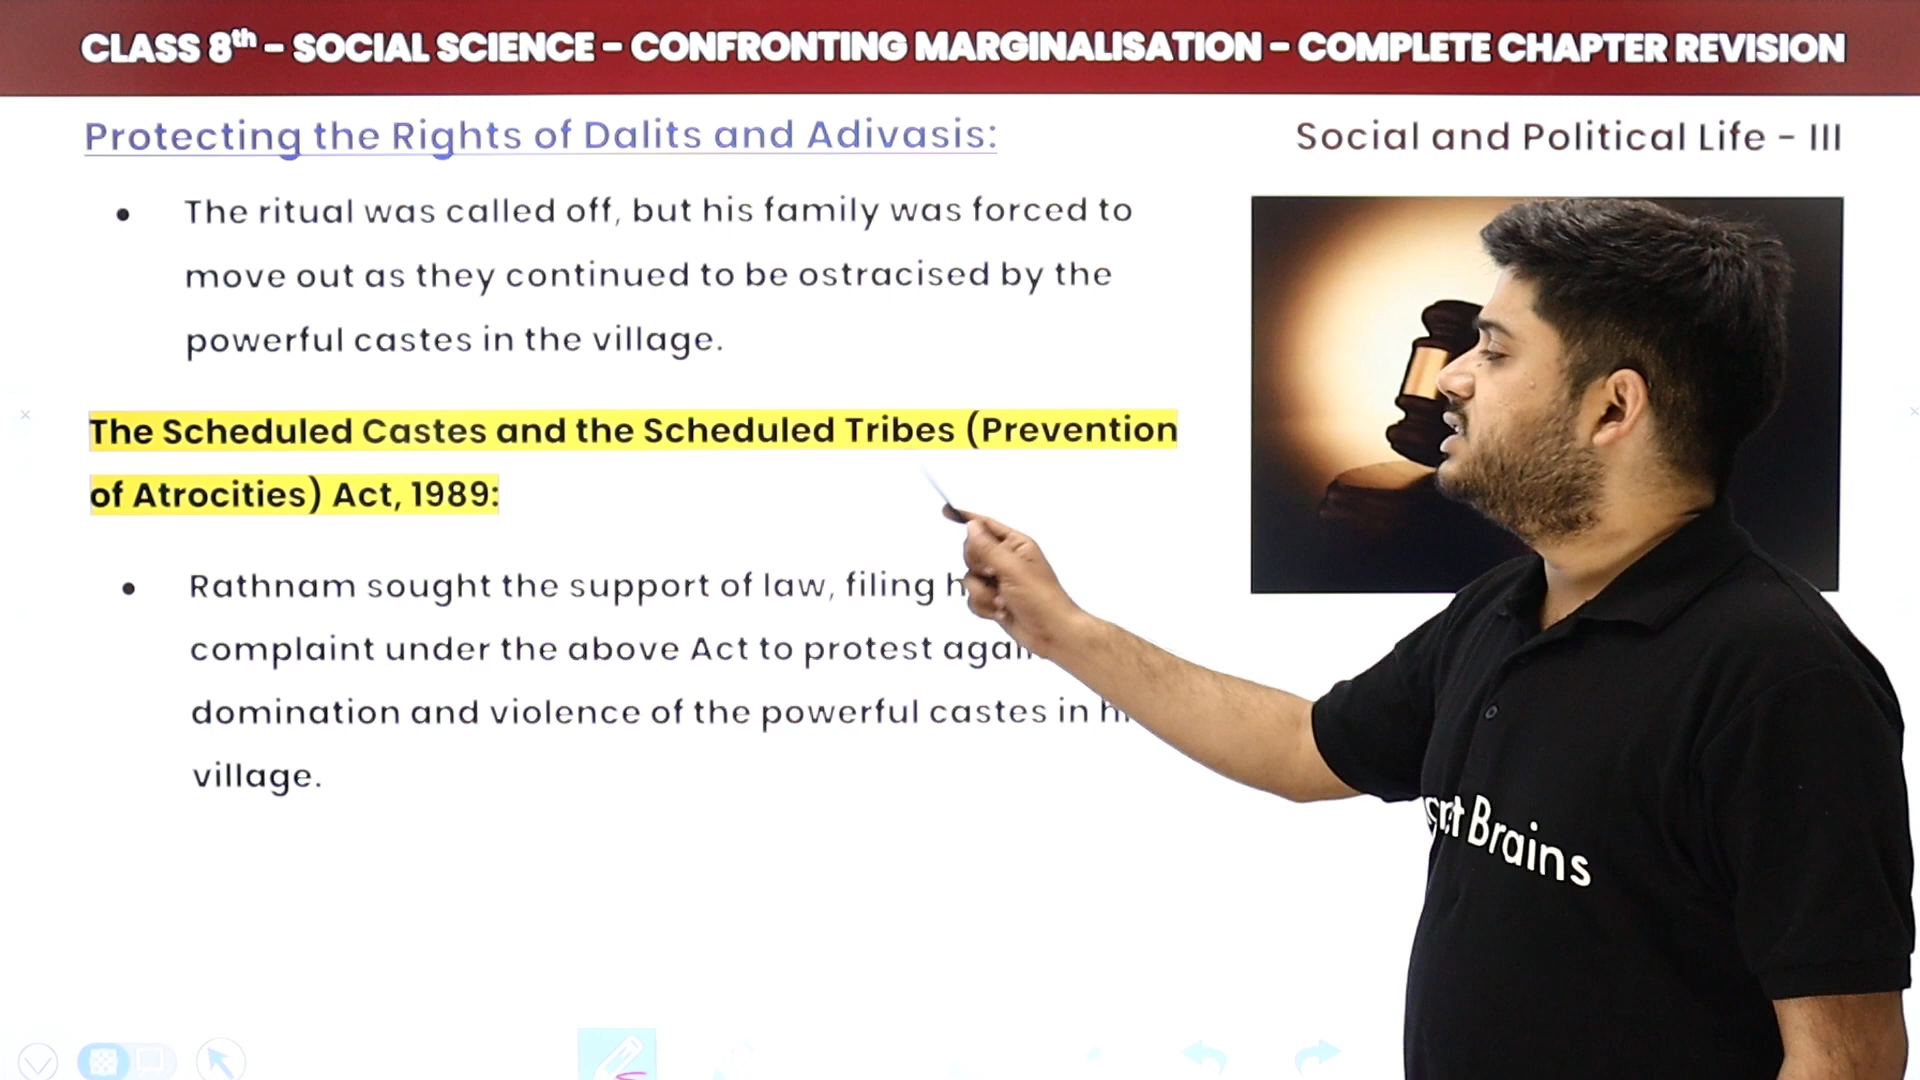 CLASS 8th – SOCIAL SCIENCE – CONFRONTING MARGINALISATION – COMPLETE CHAPTER REVISION
Protecting the Rights of Dalits and Adivasis:
Social and Political Life – III
• The ritual was called off, but his family was forced to
move out as they continued to be ostracised by the
powerful castes in the village.
The Scheduled Castes and the Scheduled Tribes (Prevention
of Atrocities) Act, 1989:
• Rathnam sought the support of law, filing
complaint under the above Act to protest
domination and violence of the powerful castes in
village.
Brains